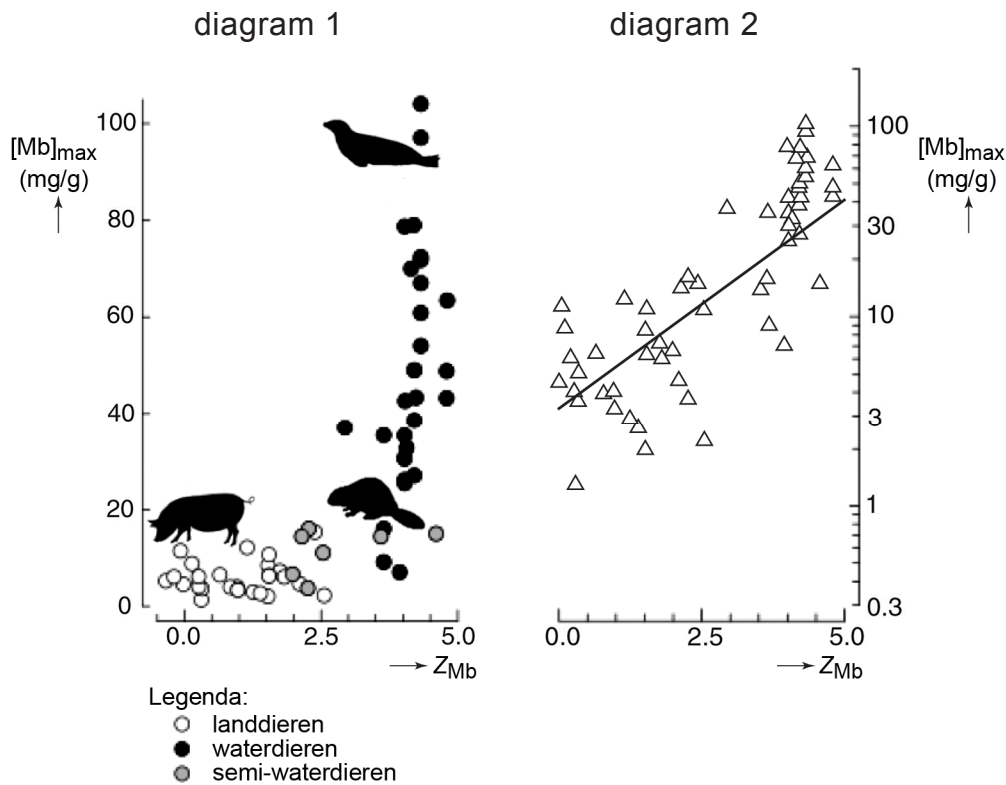 diagram 1
[Mb]max
(mg/g)
100
80
60
40
20
0
0.0 2.5 5.0
ZMb
Legenda:
landdieren
waterdieren
semi-waterdieren
diagram 2
[Mb]max
(mg/g)
100
30
10
3
1
0.3
0.0 2.5 5.0
ZMb